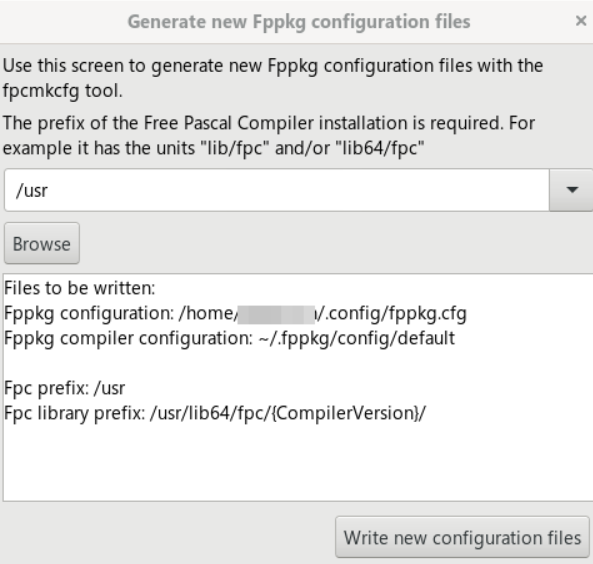 Generate new Fppkg configuration files
×
Use this screen to generate new Fppkg configuration files with the
fpcmkcfg tool.
The prefix of the Free Pascal Compiler installation is required. For
example it has the units "lib/fpc" and/or "lib64/fpc"
/usr
Browse
Files to be written:
Fppkg configuration: /home/ /.config/fppkg.cfg
Fppkg compiler configuration: ~/.fppkg/config/default
Fpc prefix: /usr
Fpc library prefix: /usr/lib64/fpc/{CompilerVersion}/
Write new configuration files